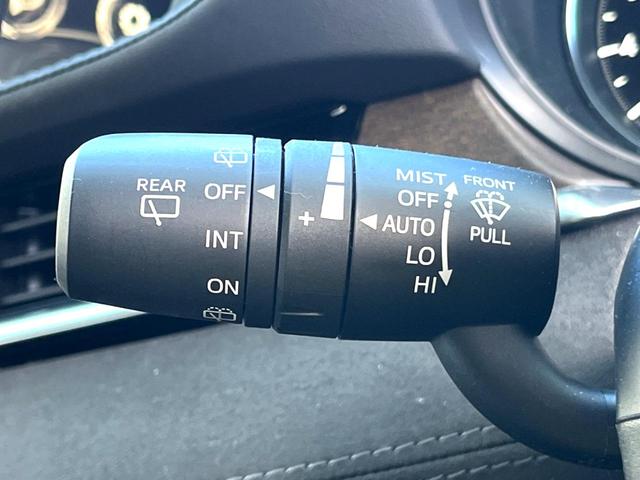 REAR
OFF
INT
ON
+
MIST
OFF
AUTO
LO
HI
FRONT
PULL